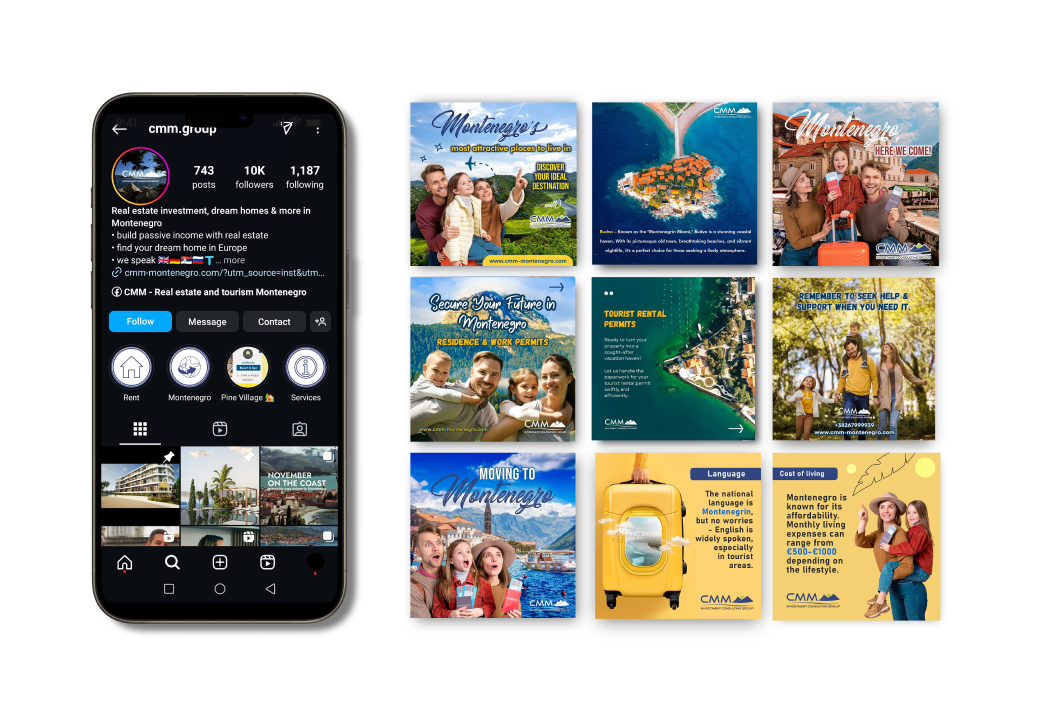 cmm.group
743
10K
1,187
posts
followers
following
Real estate investment, dream homes & more in
Montenegro
• build passive income with real estate
• find your dream home in Europe
• we speak 🇬🇧🇩🇪🇷🇸🇷🇺 ... more
cmm-montenegro.com/?utm_source=inst&utm...
CMM - Real estate and tourism Montenegro
Follow
Message
Contact
Rent
Montenegro
Pine Village 🏡
Services
NOVEMBER
ON THE COAST
Montenegro's
most attractive places to live in
DISCOVER
YOUR IDEAL
DESTINATION
CMM
www.cmm-montenegro.com
CMM
Budva - Known as the "Montenegrin Miami," Budva is a stunning coastal
haven. With its picturesque old town, breathtaking beaches, and vibrant
nightlife, it's a perfect choice for those seeking a lively atmosphere.
Montenegro
HERE WE COME!
CMM
Secure Your Future in
Montenegro
RESIDENCE & WORK PERMITS
www.cmm-montenegro.com
CMM
TOURIST RENTAL
PERMITS
Ready to turn your
property into a
sought-after
vacation haven?
Let us handle the
paperwork for your
tourist rental permit
swiftly and
efficiently.
CMM
REMEMBER TO SEEK HELP &
SUPPORT WHEN YOU NEED IT.
CMM
+38267999939
www.cmm-montenegro.com
MOVING TO
Montenegro
CMM
Language
The national
language is
Montenegrin,
but no worries
- English is
widely spoken,
especially
in tourist
areas.
CMM
INVESTMENT CONSULTING GROUP
Cost of living
Montenegro is
known for its
affordability.
Monthly living
expenses can
range from
€500-€1000
depending on
the lifestyle.
CMM
INVESTMENT CONSULTING GROUP